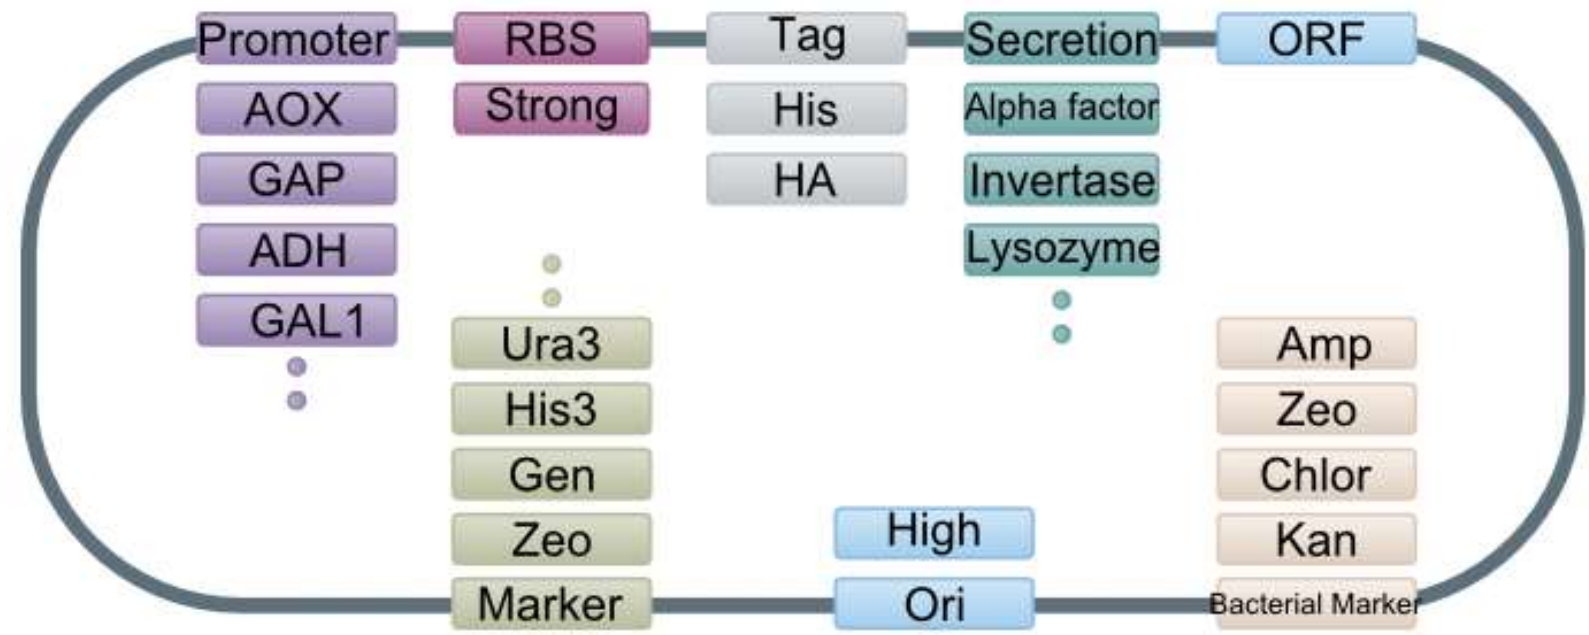 Promoter
AOX
GAP
ADH
GAL1
RBS
Strong
Tag
His
HA
Secretion
Alpha factor
Invertase
Lysozyme
ORF
Ura3
His3
Gen
Zeo
Marker
High
Ori
Amp
Zeo
Chlor
Kan
Bacterial Marker